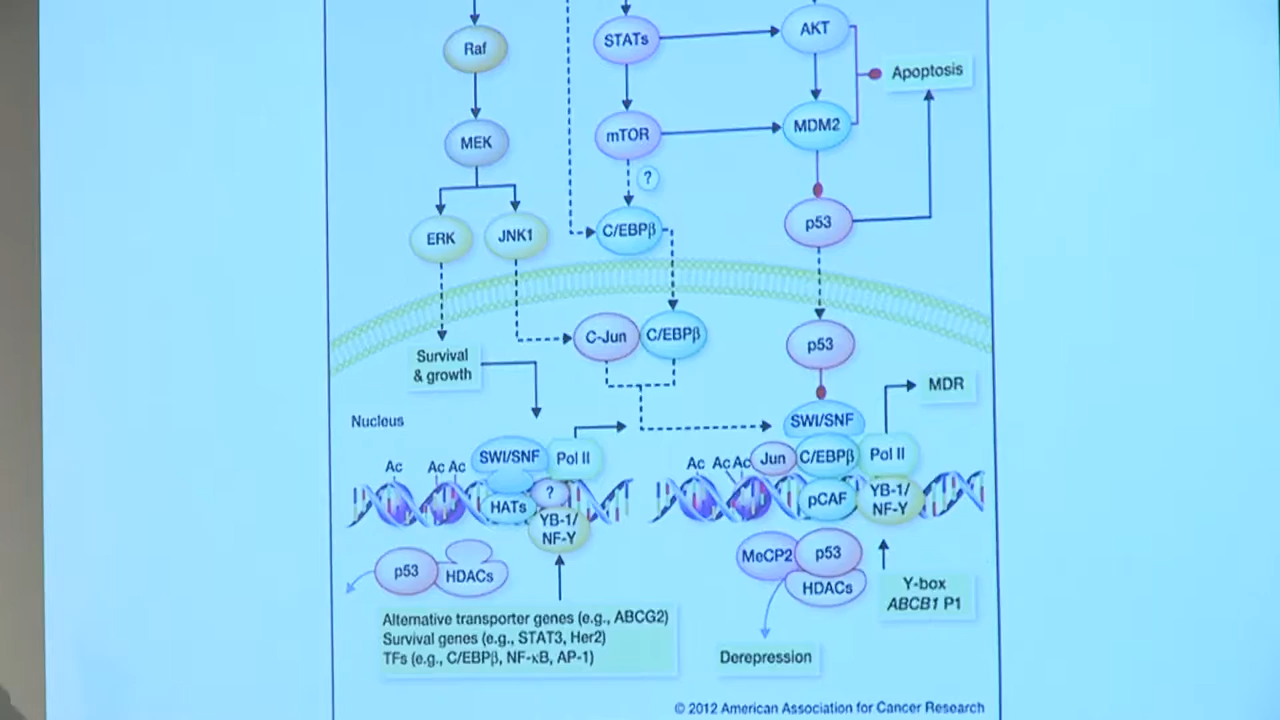 Raf
STATs
AKT
Apoptosis
MEK
mTOR
MDM2
?
ERK
JNK1
C/EBPβ
p53
C-Jun
C/EBPβ
p53
Survival
& growth
MDR
Nucleus
SWI/SNF
SWI/SNF
Pol II
Ac
Ac Ac
Ac
Ac Ac
Jun
C/EBPβ
Pol II
?
HATs
YB-1/
NF-Y
pCAF
YB-1/
NF-Y
p53
HDACs
MeCP2
p53
HDACs
Y-box
ABCB1 P1
Alternative transporter genes (e.g., ABCG2)
Survival genes (e.g., STAT3, Her2)
TFs (e.g., C/EBPβ, NF-κB, AP-1)
Derepression
© 2012 American Association for Cancer Research